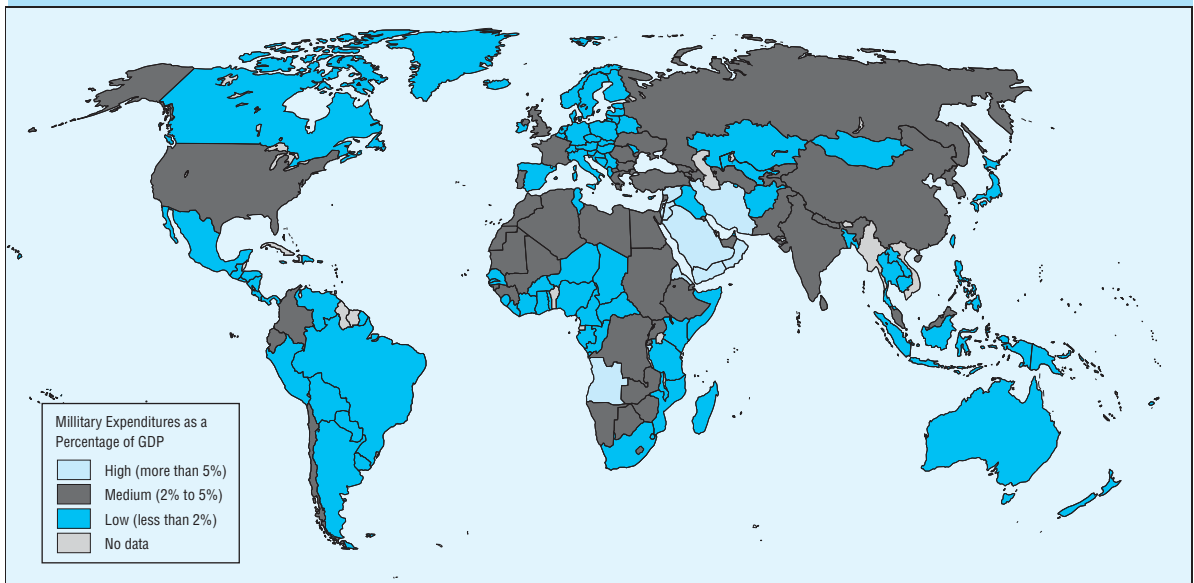 Millitary Expenditures as a
Percentage of GDP
High (more than 5%)
Medium (2% to 5%)
Low (less than 2%)
No data